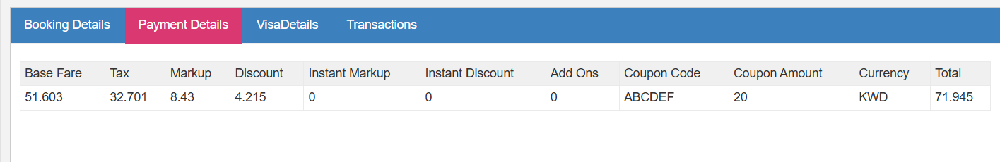 Booking Details Payment Details VisaDetails Transactions
Base Fare Tax Markup Discount Instant Markup Instant Discount Add Ons Coupon Code Coupon Amount Currency Total
51.603 32.701 8.43 4.215 0 0 0 ABCDEF 20 KWD 71.945